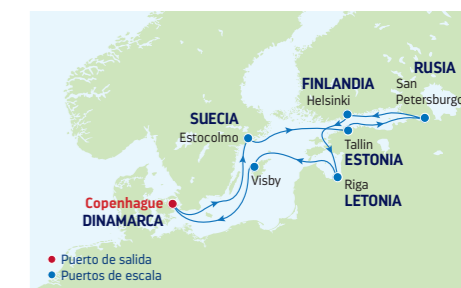 RUSIA
San
Petersburgo
FINLANDIA
Helsinki
SUECIA
Estocolmo
Tallin
ESTONIA
Visby
Riga
LETONIA
Copenhague
DINAMARCA
Puerto de salida
Puertos de escala